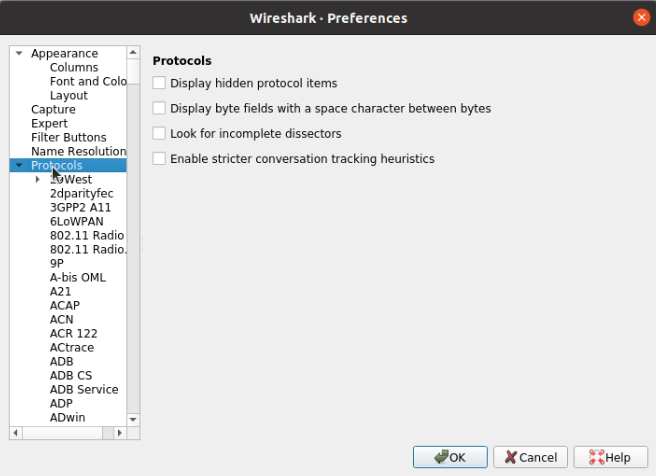 Wireshark · Preferences
Appearance
Columns
Font and Colo
Layout
Capture
Expert
Filter Buttons
Name Resolution
Protocols
West
2dparityfec
3GPP2 A11
6LoWPAN
802.11 Radio
802.11 Radio.
9P
A-bis OML
A21
ACAP
ACN
ACR 122
ACtrace
ADB
ADB CS
ADB Service
ADP
ADwin
Protocols
Display hidden protocol items
Display byte fields with a space character between bytes
Look for incomplete dissectors
Enable stricter conversation tracking heuristics
OK
Cancel
Help